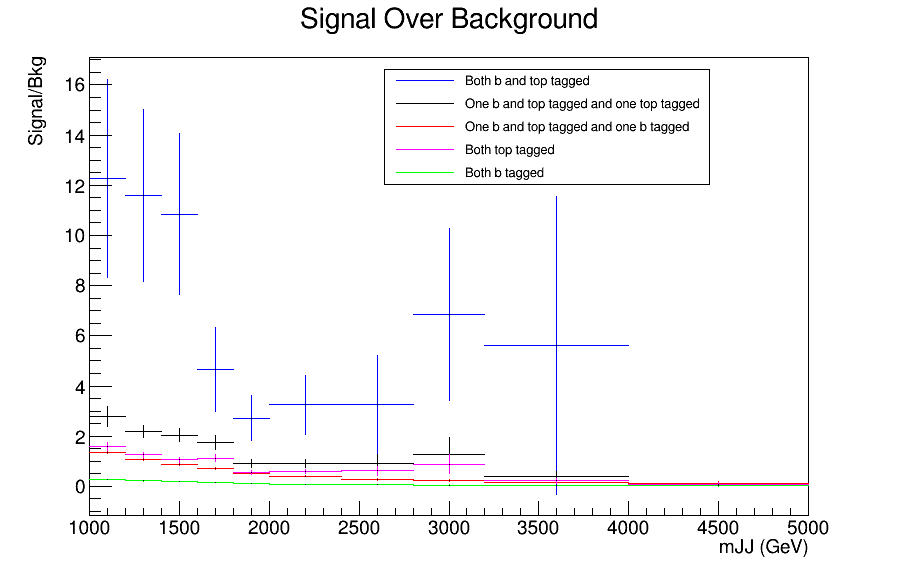 Signal Over Background
Signal/Bkg
16
14
12
10
8
6
4
2
0
Both b and top tagged
One b and top tagged and one top tagged
One b and top tagged and one b tagged
Both top tagged
Both b tagged
1000 1500 2000 2500 3000 3500 4000 4500 5000
mJJ (GeV)